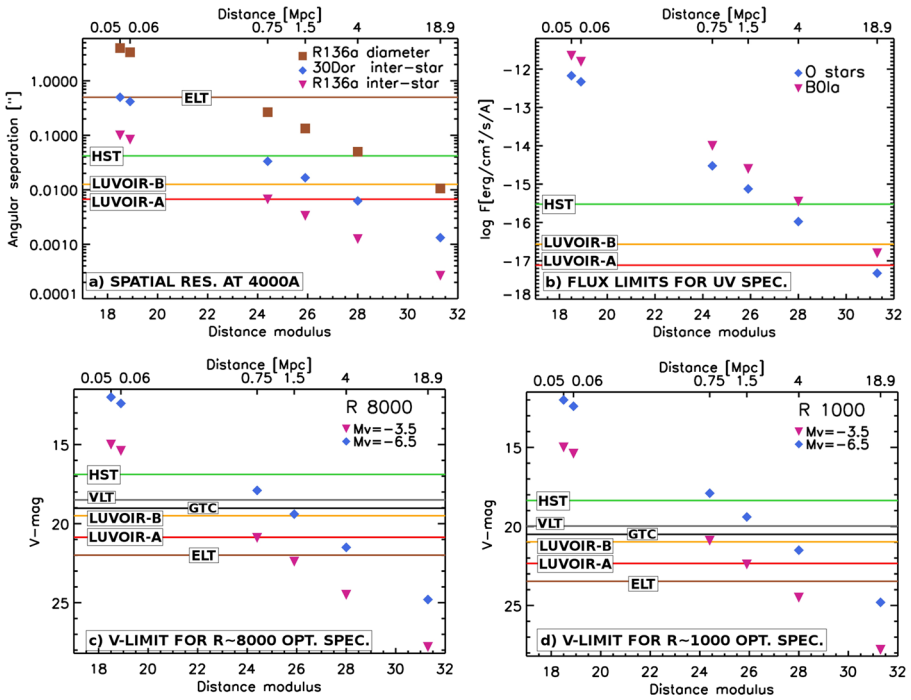 Distance [Mpc]
0.05 0.06 0.75 1.5 4 18.9
R136a diameter
30Dor inter-star
R136a inter-star
1.0000
0.1000
0.0100
0.0010
0.0001
Angular separation ["]
ELT
HST
LUVOIR-B
LUVOIR-A
a) SPATIAL RES. AT 4000A
18 20 22 24 26 28 30 32
Distance modulus
Distance [Mpc]
0.05 0.06 0.75 1.5 4 18.9
O stars
B0Ia
-12
-13
-14
-15
-16
-17
-18
log F[erg/cm²/s/A]
HST
LUVOIR-B
LUVOIR-A
b) FLUX LIMITS FOR UV SPEC.
18 20 22 24 26 28 30 32
Distance modulus
Distance [Mpc]
0.05 0.06 0.75 1.5 4 18.9
R 8000
Mv=-3.5
Mv=-6.5
15
20
25
V-mag
HST
VLT
GTC
LUVOIR-B
LUVOIR-A
ELT
c) V-LIMIT FOR R~8000 OPT. SPEC.
18 20 22 24 26 28 30 32
Distance modulus
Distance [Mpc]
0.05 0.06 0.75 1.5 4 18.9
R 1000
Mv=-3.5
Mv=-6.5
15
20
25
V-mag
HST
VLT
GTC
LUVOIR-B
LUVOIR-A
ELT
d) V-LIMIT FOR R~1000 OPT. SPEC.
18 20 22 24 26 28 30 32
Distance modulus